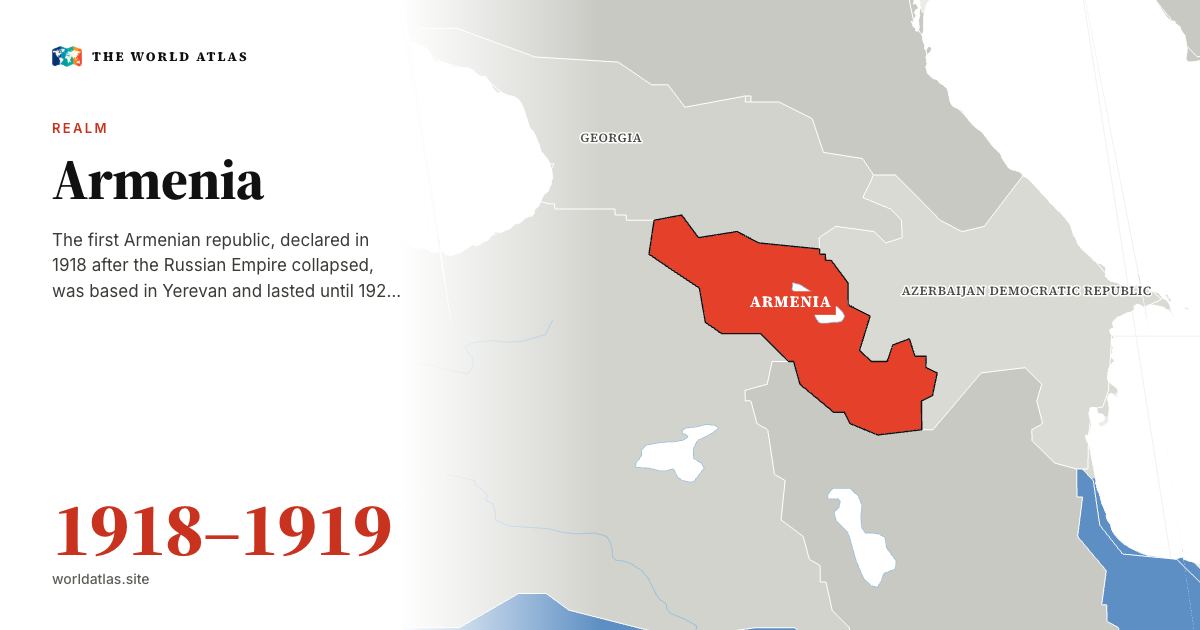 THE WORLD ATLAS
REALM
Armenia
The first Armenian republic, declared in
1918 after the Russian Empire collapsed,
was based in Yerevan and lasted until 192...
1918–1919
worldatlas.site
GEORGIA
ARMENIA
AZERBAIJAN DEMOCRATIC REPUBLIC